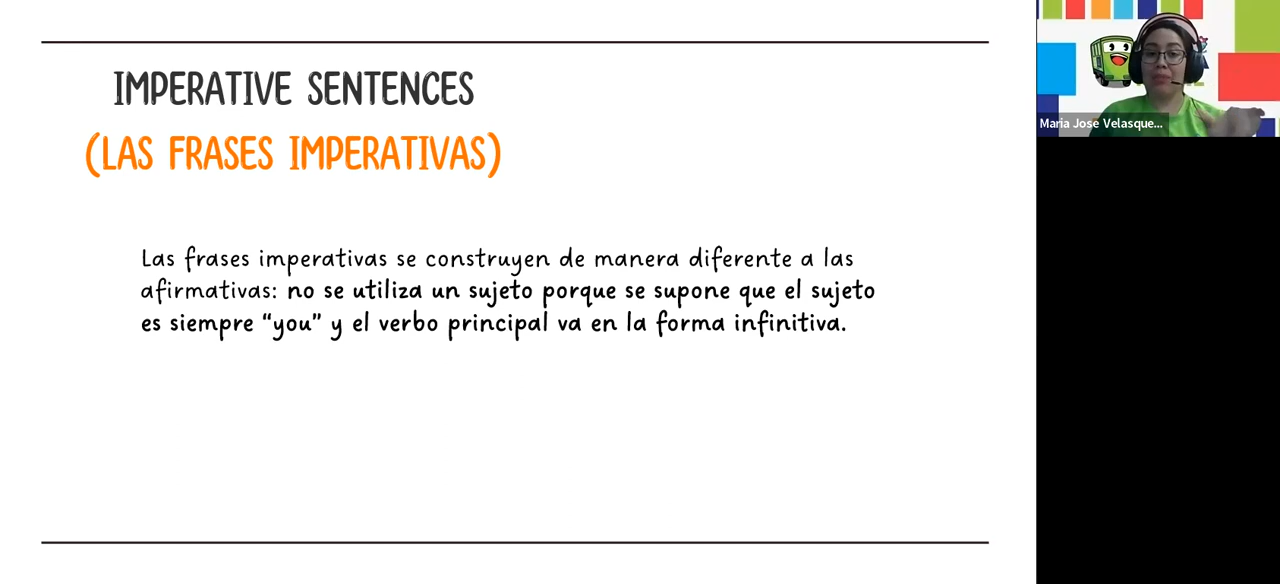 IMPERATIVE SENTENCES
(LAS FRASES IMPERATIVAS)
Las frases imperativas se construyen de manera diferente a las
afirmativas: no se utiliza un sujeto porque se supone que el sujeto
es siempre “you” y el verbo principal va en la forma infinitiva.
Maria Jose Velasque...